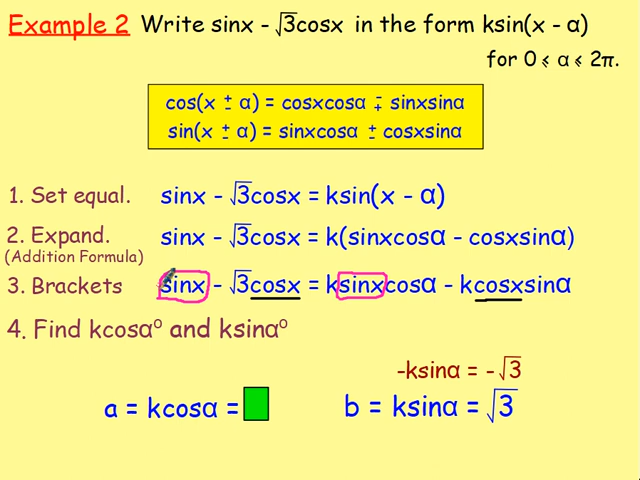 Example 2 Write sinx - √3cosx in the form ksin(x - α)
for 0 < α < 2π.
cos(x ± α) = cosxcosα ∓ sinxsinα
sin(x ± α) = sinxcosα ± cosxsinα
1. Set equal. sinx - √3cosx = ksin(x - α)
2. Expand. sinx - √3cosx = k(sinxcosα - cosxsinα)
(Addition Formula)
3. Brackets sinx - √3cosx = ksinxcosα - kcosxsinα
4. Find kcosα° and ksinα°
-ksinα = -√3
a = kcosα = b = ksinα = √3